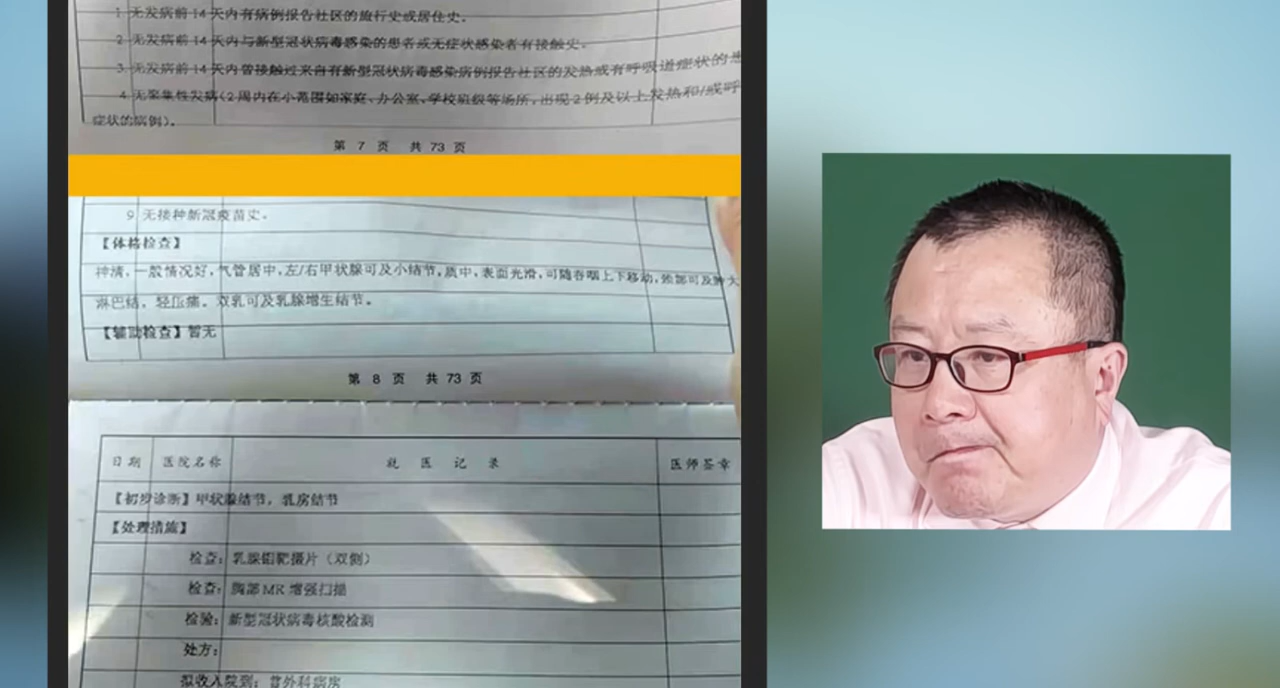 1 无发病前14天内有病例报告社区的旅行史或居住史。
2 无发病前14天内与新型冠状病毒感染的患者或无症状感染者有接触史。
3. 无发病前14天内曾接触过来自有新型冠状病毒感染病例报告社区的发热或有呼吸道症状的患
4. 无聚集性发病(2周内在小范围如家庭、办公室、学校班级等场所,出现2例及以上发热和/或呼
症状的病例)。
第 7 页 共 73 页
9 无接种新冠疫苗史。
【体格检查】
神清,一般情况好,气管居中,左/右甲状腺可及小结节,质中,表面光滑,可随吞咽上下移动,颈部可及肿大
淋巴结,轻压痛。双乳可及乳腺增生结节。
【辅助检查】暂无
第 8 页 共 73 页
日期 医院名称 就 医 记 录 医师签章
【初步诊断】甲状腺结节,乳房结节
【处理措施】
检查:乳腺钼靶摄片(双侧)
检查:胸部MR增强扫描
检验:新型冠状病毒核酸检测
处方:
拟收入院到:普外科病房